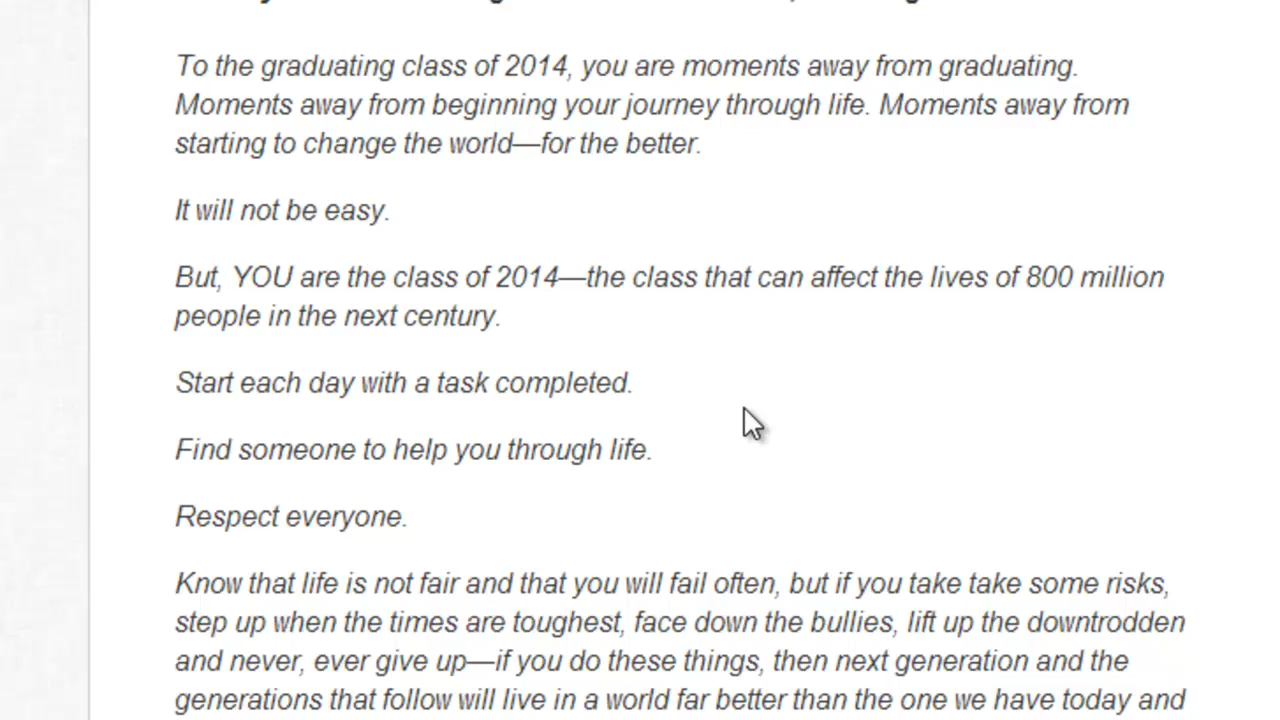 To the graduating class of 2014, you are moments away from graduating.
Moments away from beginning your journey through life. Moments away from
starting to change the world—for the better.
It will not be easy.
But, YOU are the class of 2014—the class that can affect the lives of 800 million
people in the next century.
Start each day with a task completed.
Find someone to help you through life.
Respect everyone.
Know that life is not fair and that you will fail often, but if you take take some risks,
step up when the times are toughest, face down the bullies, lift up the downtrodden
and never, ever give up—if you do these things, then next generation and the
generations that follow will live in a world far better than the one we have today and